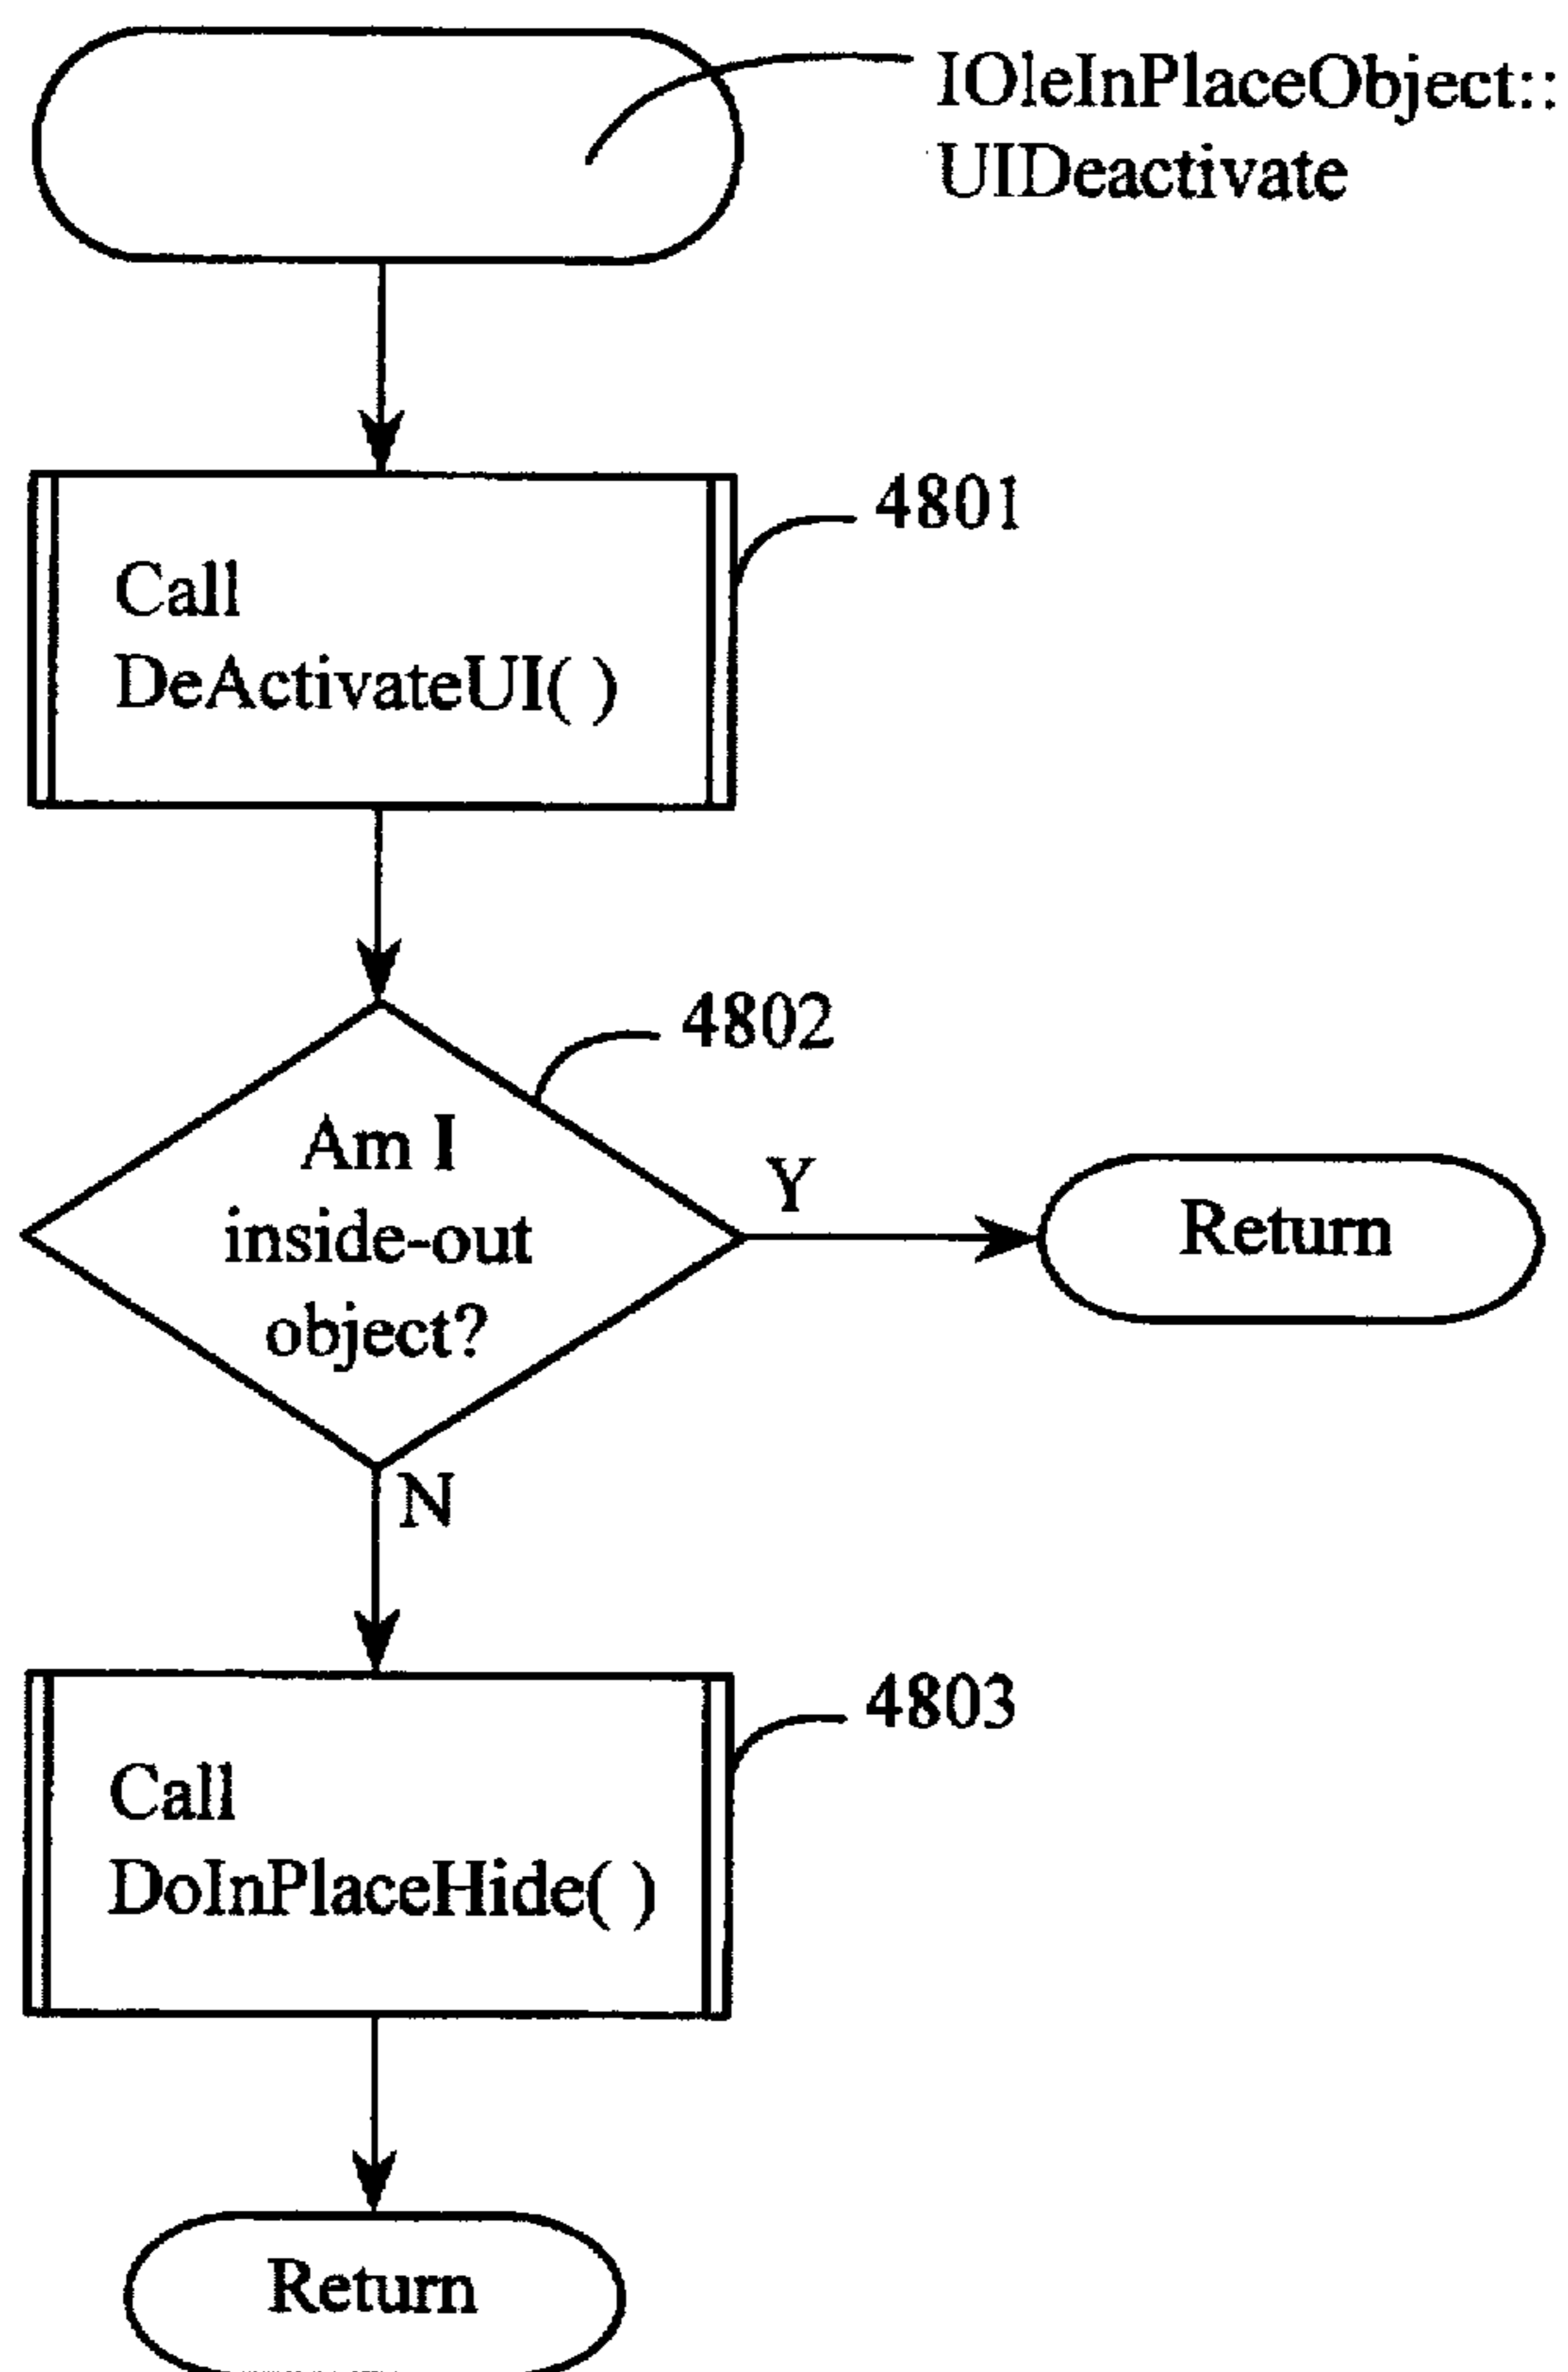 IOleInPlaceObject::
UIDeactivate
4801
Call
DeActivateUI( )
4802
Am I
inside-out
object?
Y
Return
N
4803
Call
DoInPlaceHide( )
Return